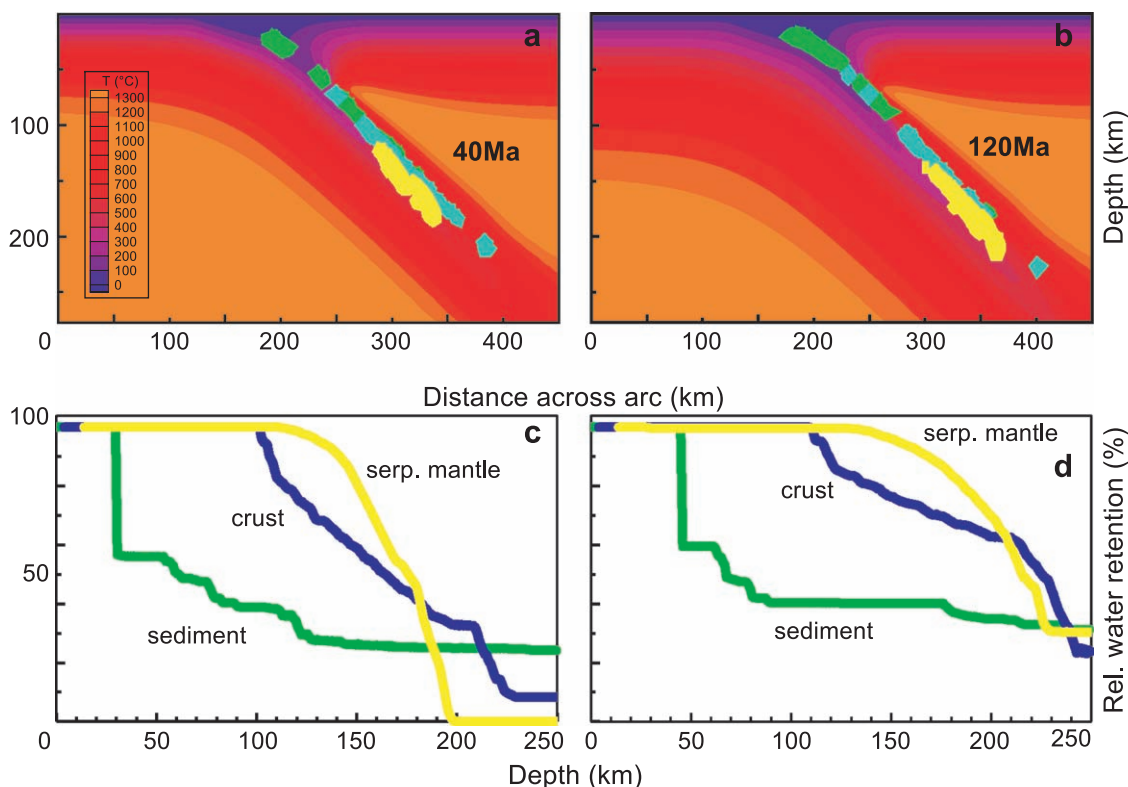 a
b
T (°C)
1300
1200
1100
1000
900
800
700
600
500
400
300
200
100
0
40Ma
120Ma
100
200
Depth (km)
0 100 200 300 400
0 100 200 300 400
Distance across arc (km)
100
50
c
serp. mantle
crust
sediment
d
serp. mantle
crust
sediment
Rel. water retention (%)
0 50 100 150 200 250
0 50 100 150 200 250
Depth (km)